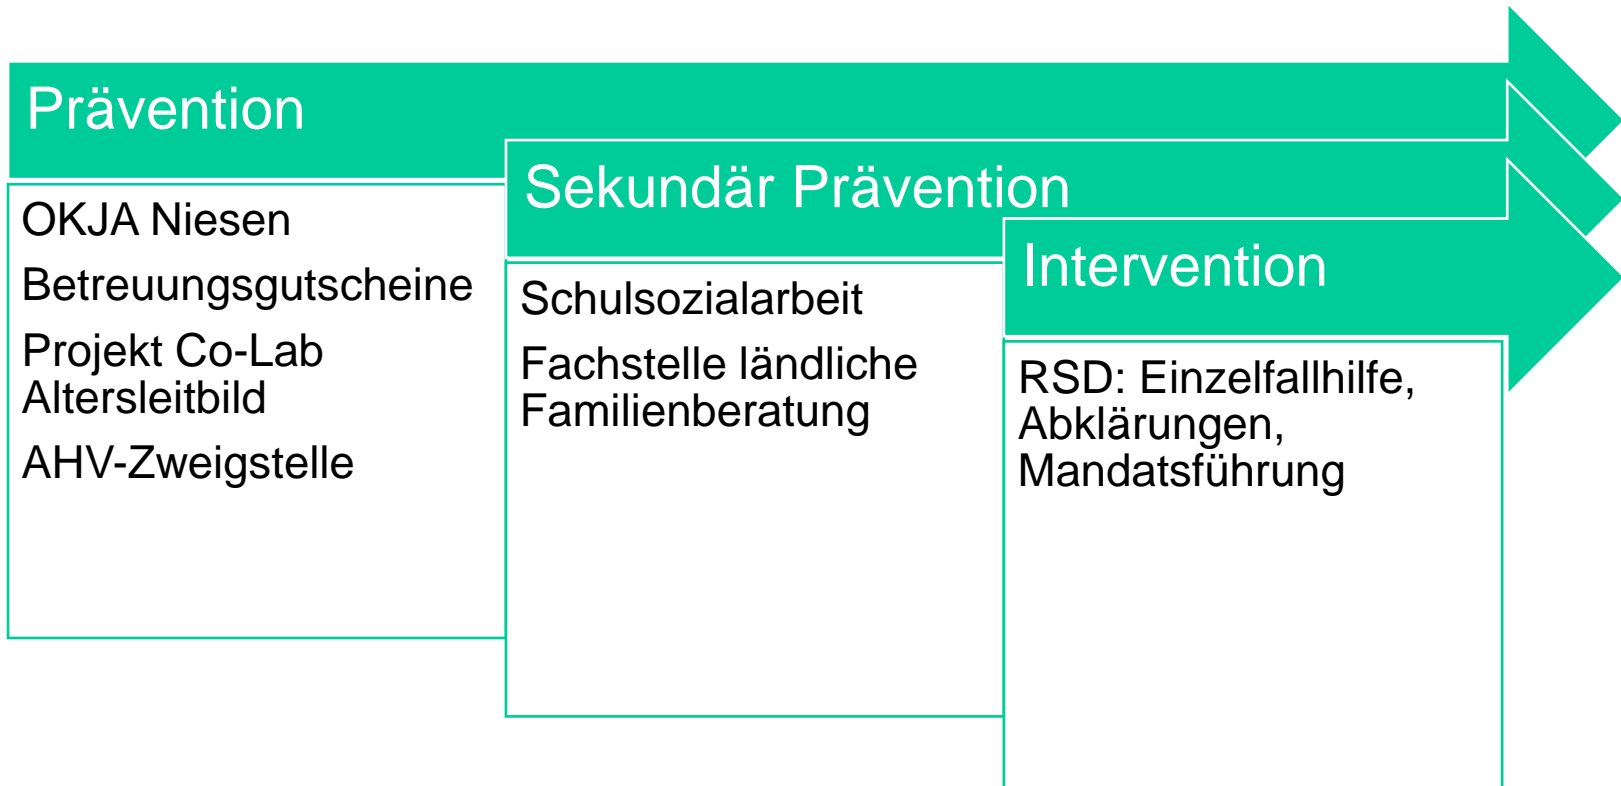 Prävention
OKJA Niesen
Betreuungsgutscheine
Projekt Co-Lab
Altersleitbild
AHV-Zweigstelle
Sekundär Prävention
Schulsozialarbeit
Fachstelle ländliche
Familienberatung
Intervention
RSD: Einzelfallhilfe,
Abklärungen,
Mandatsführung